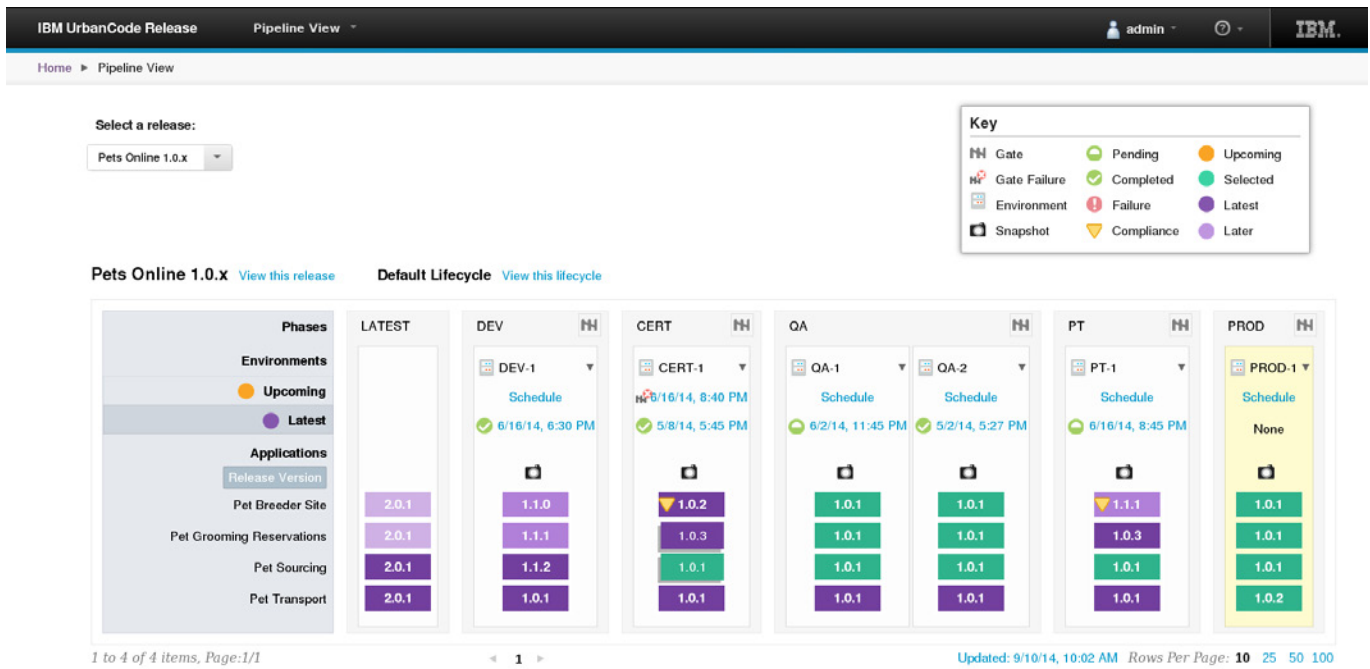 IBM UrbanCode Release Pipeline View admin IBM.
Home Pipeline View
Select a release:
Pets Online 1.0.x
Key
Gate Pending Upcoming
Gate Failure Completed Selected
Environment Failure Latest
Snapshot Compliance Later
Pets Online 1.0.x View this release Default Lifecycle View this lifecycle
Phases LATEST DEV CERT QA PT PROD
Environments DEV-1 CERT-1 QA-1 QA-2 PT-1 PROD-1
Upcoming Schedule 6/16/14, 8:40 PM Schedule Schedule Schedule Schedule
Latest 6/16/14, 6:30 PM 5/8/14, 5:45 PM 6/2/14, 11:45 PM 5/2/14, 5:27 PM 6/16/14, 8:45 PM None
Applications
Release Version
Pet Breeder Site 2.0.1 1.1.0 1.0.2 1.0.1 1.0.1 1.1.1 1.0.1
Pet Grooming Reservations 2.0.1 1.1.1 1.0.3 1.0.1 1.0.1 1.0.3 1.0.1
Pet Sourcing 2.0.1 1.1.2 1.0.1 1.0.1 1.0.1 1.0.1 1.0.1
Pet Transport 2.0.1 1.0.1 1.0.1 1.0.1 1.0.1 1.0.1 1.0.2
1 to 4 of 4 items, Page:1/1 1 Updated: 9/10/14, 10:02 AM Rows Per Page: 10 25 50 100